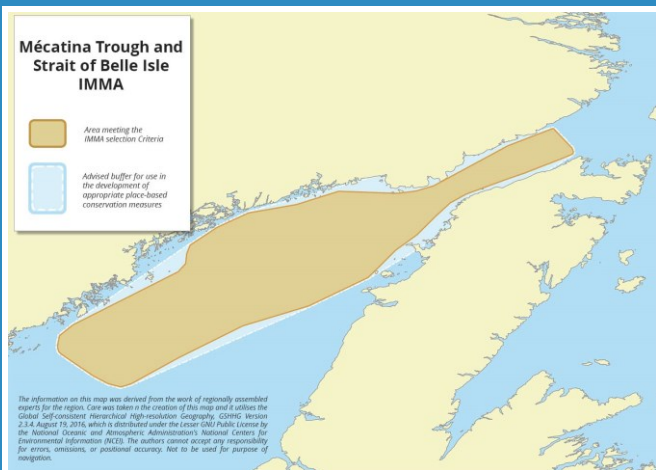 Mécatina Trough and
Strait of Belle Isle
IMMA
Area meeting the
IMMA selection Criteria
Advised buffer for use in
the development of
appropriate place-based
conservation measures
The information on this map was derived from the work of regionally assembled
experts for the region. Care was taken n the creation of this map and it utilises the
Global Self-consistent Hierarchical High-resolution Geography, GSHHG Version
2.3.4. August 19, 2016, which is distributed under the Lesser GNU Public License by
the National Oceanic and Atmospheric Administration's National Centers for
Environmental Information (NCEI). The authors cannot accept any responsibility
for errors, omissions, or positional accuracy. Not to be used for purpose of
navigation.